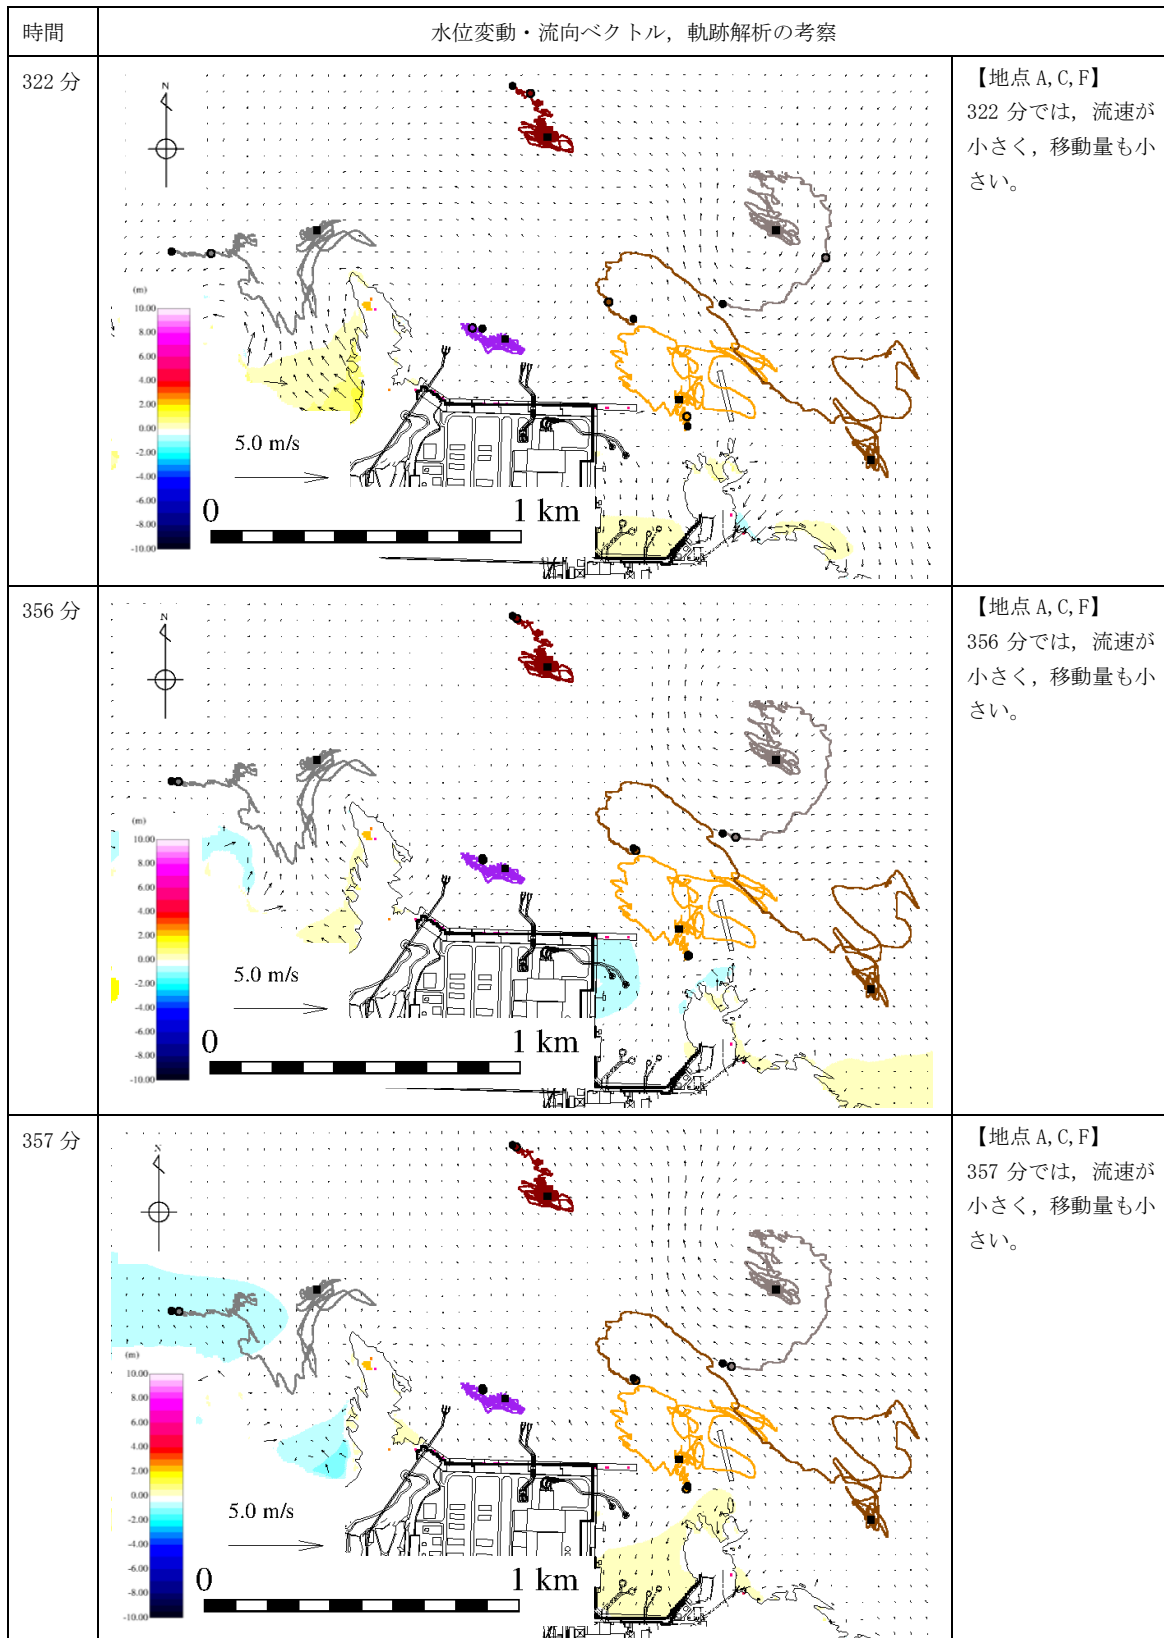 時間
水位変動・流向ベクトル，軌跡解析の考察
322 分
N
(m)
10.00
8.00
6.00
4.00
2.00
0.00
-2.00
-4.00
-6.00
-8.00
-10.00
5.0 m/s
0 1 km
【地点 A, C, F】
322 分では，流速が
小さく，移動量も小
さい。
356 分
N
(m)
10.00
8.00
6.00
4.00
2.00
0.00
-2.00
-4.00
-6.00
-8.00
-10.00
5.0 m/s
0 1 km
【地点 A, C, F】
356 分では，流速が
小さく，移動量も小
さい。
357 分
N
(m)
10.00
8.00
6.00
4.00
2.00
0.00
-2.00
-4.00
-6.00
-8.00
-10.00
5.0 m/s
0 1 km
【地点 A, C, F】
357 分では，流速が
小さく，移動量も小
さい。